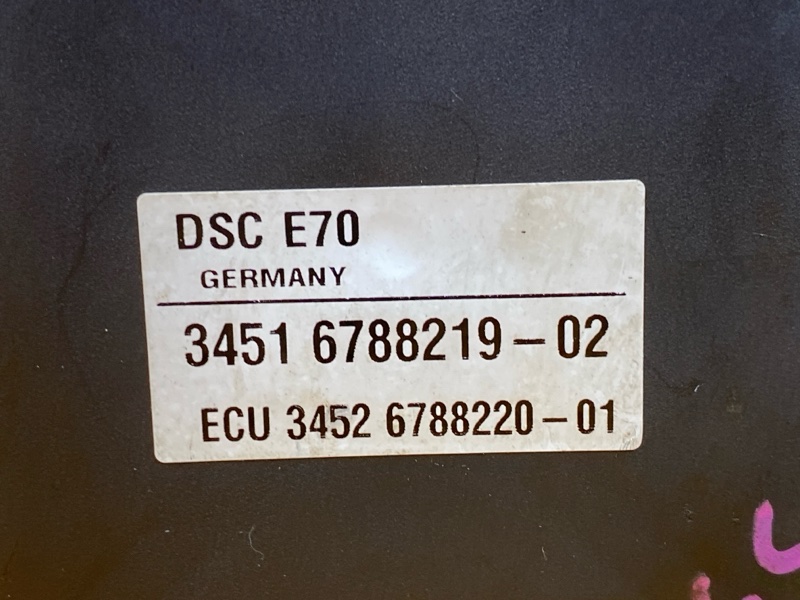 DSC E70
GERMANY
3451 6788219-02
ECU 3452 6788220-01